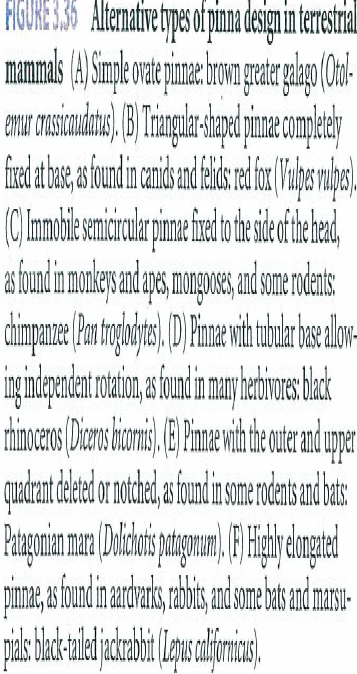 FIGURE 3.36 Alternative types of pinna design in terrestrial
mammals (A) Simple ovate pinnae: brown greater galago (Otol-
emur crassicaudatus). (B) Triangular-shaped pinnae completely
fixed at base, as found in canids and felids: red fox (Vulpes vulpes).
(C) Immobile semicircular pinnae fixed to the side of the head,
as found in monkeys and apes, mongooses, and some rodents:
chimpanzee (Pan troglodytes). (D) Pinnae with tubular base allow-
ing independent rotation, as found in many herbivores: black
rhinoceros (Diceros bicornis). (E) Pinnae with the outer and upper
quadrant deleted or notched, as found in some rodents and bats:
Patagonian mara (Dolichotis patagonum). (F) Highly elongated
pinnae, as found in aardvarks, rabbits, and some bats and marsu-
pials: black-tailed jackrabbit (Lepus californicus).